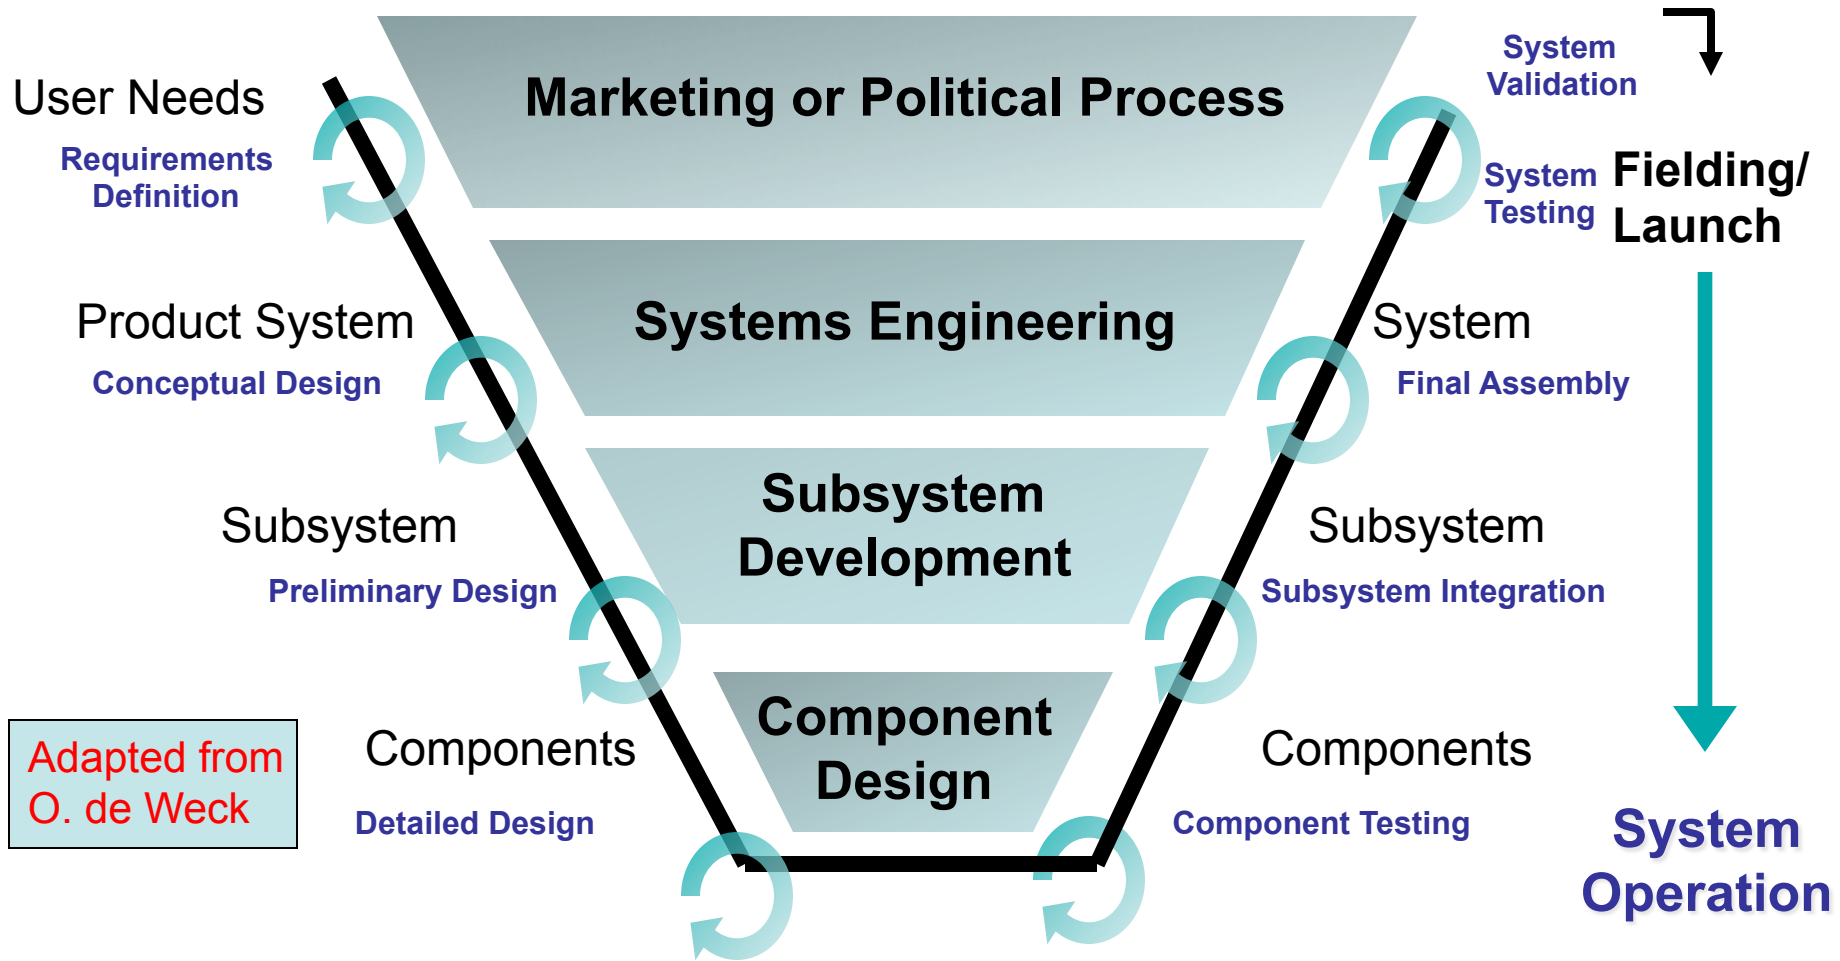 Marketing or Political Process
User Needs
Requirements
Definition
System
Validation
System
Testing
Fielding/
Launch
Systems Engineering
Product System
Conceptual Design
System
Final Assembly
Subsystem
Development
Subsystem
Preliminary Design
Subsystem
Subsystem Integration
Component
Design
Components
Detailed Design
Components
Component Testing
Adapted from
O. de Weck
System
Operation